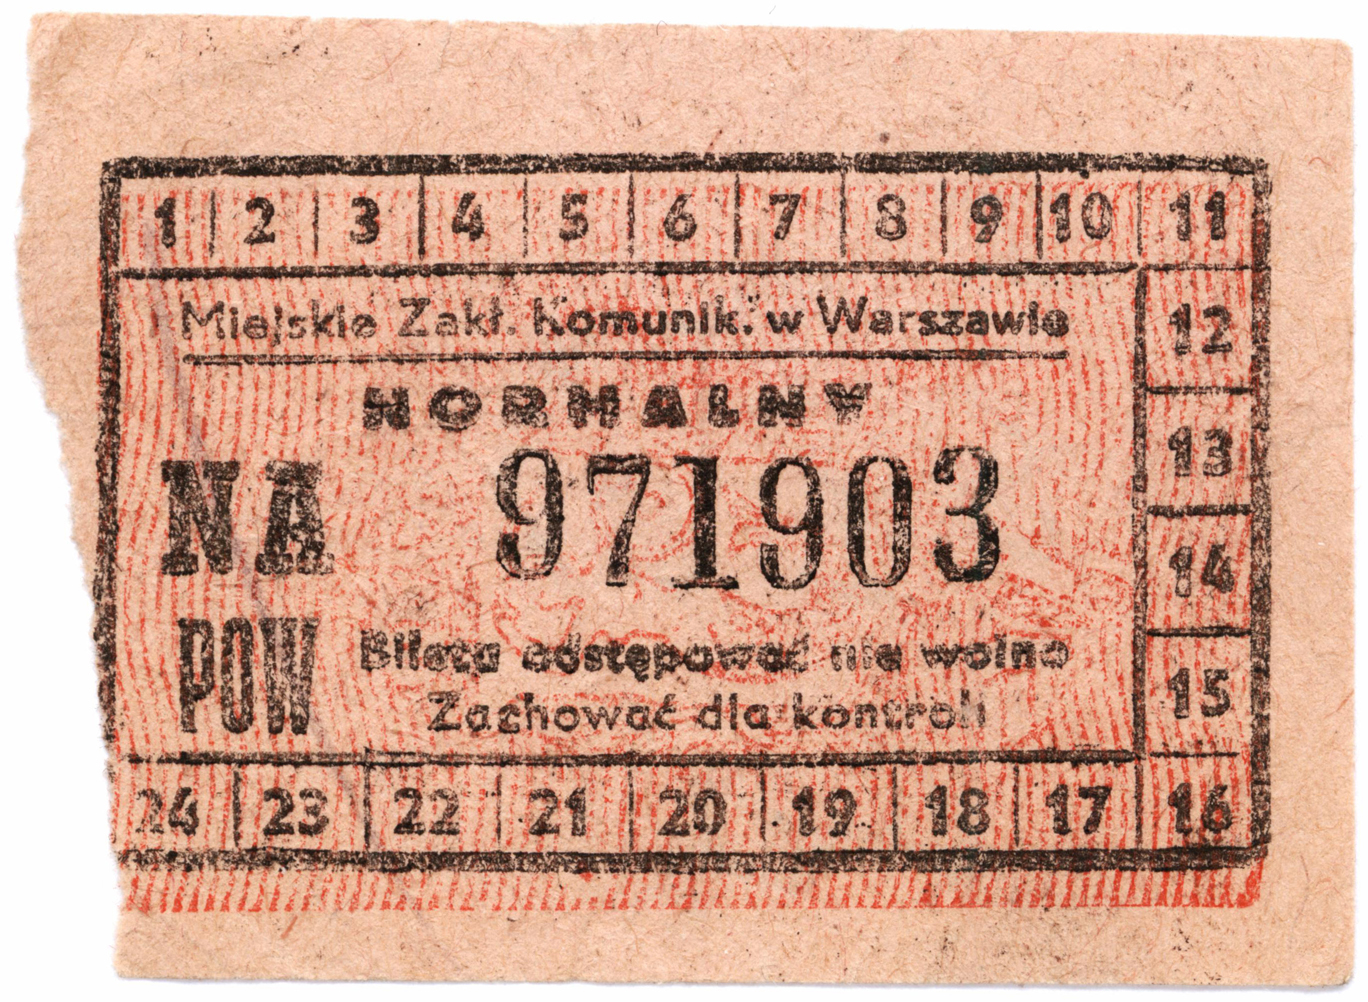 1 2 3 4 5 6 7 8 9 10 11
Miejskie Zakł. Komunik. w Warszawie
12
NORMALNY
13
NA 971903
14
POW Biletu odstępować nie wolno
15
Zachować dla kontroli
24 23 22 21 20 19 18 17 16